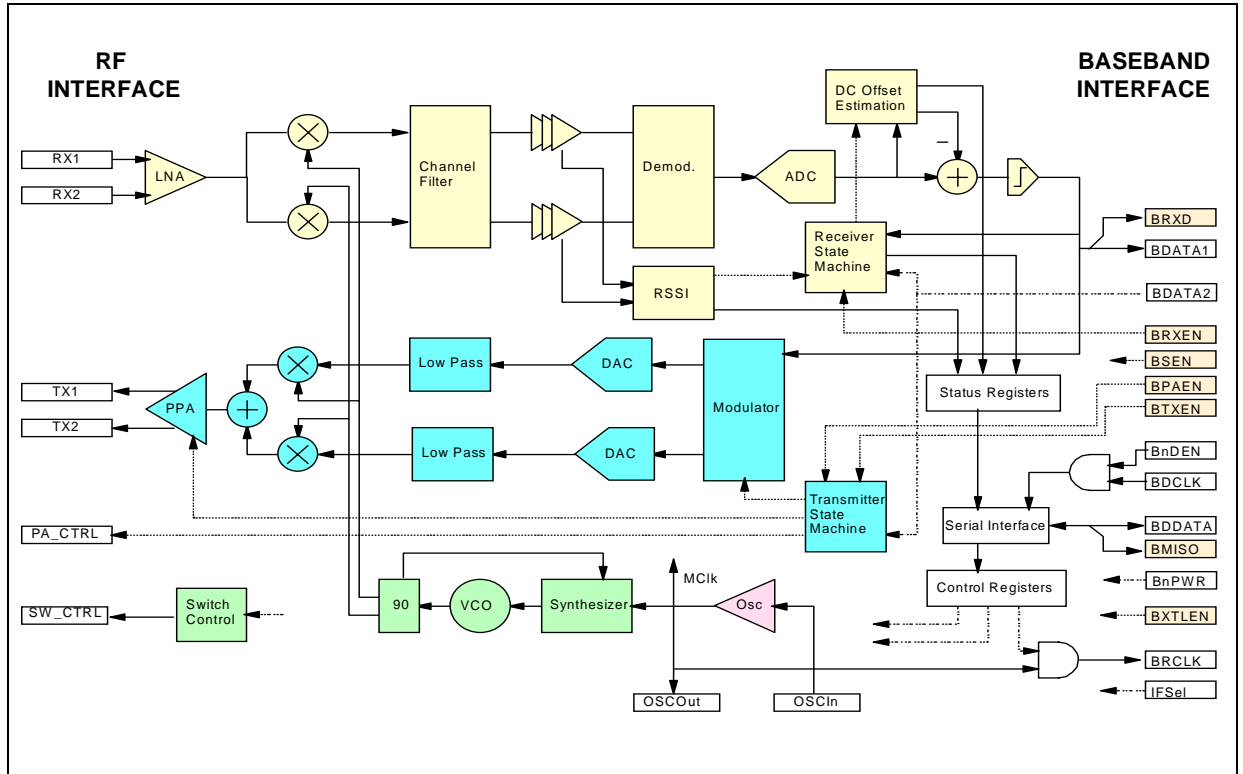 RF
INTERFACE
BASEBAND
INTERFACE
RX1
RX2
LNA
Channel
Filter
Demod.
ADC
DC Offset
Estimation
−
+
Receiver
State
Machine
RSSI
BRXD
BDATA1
BDATA2
BRXEN
BSEN
BPAEN
BTXEN
BnDEN
BDCLK
BDDATA
BMISO
BnPWR
BXTLEN
BRCLK
IFSel
TX1
TX2
PPA
+
Low Pass
DAC
Low Pass
DAC
Modulator
Transmitter
State
Machine
Status Registers
Serial Interface
Control Registers
PA_CTRL
SW_CTRL
Switch
Control
90
VCO
Synthesizer
MClk
Osc
OSCOut
OSCIn